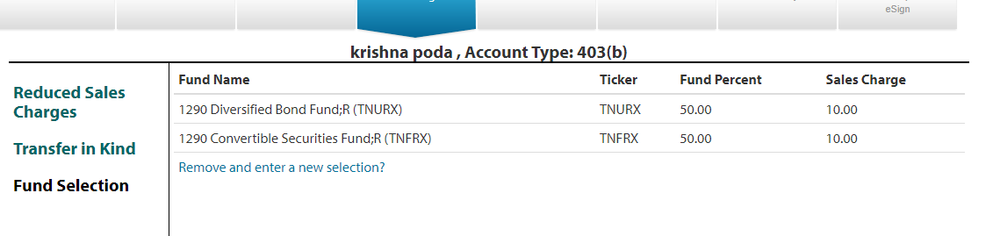 eSign
krishna poda , Account Type: 403(b)
Reduced Sales
Charges
Transfer in Kind
Fund Selection
Fund Name Ticker Fund Percent Sales Charge
1290 Diversified Bond Fund;R (TNURX) TNURX 50.00 10.00
1290 Convertible Securities Fund;R (TNFRX) TNFRX 50.00 10.00
Remove and enter a new selection?